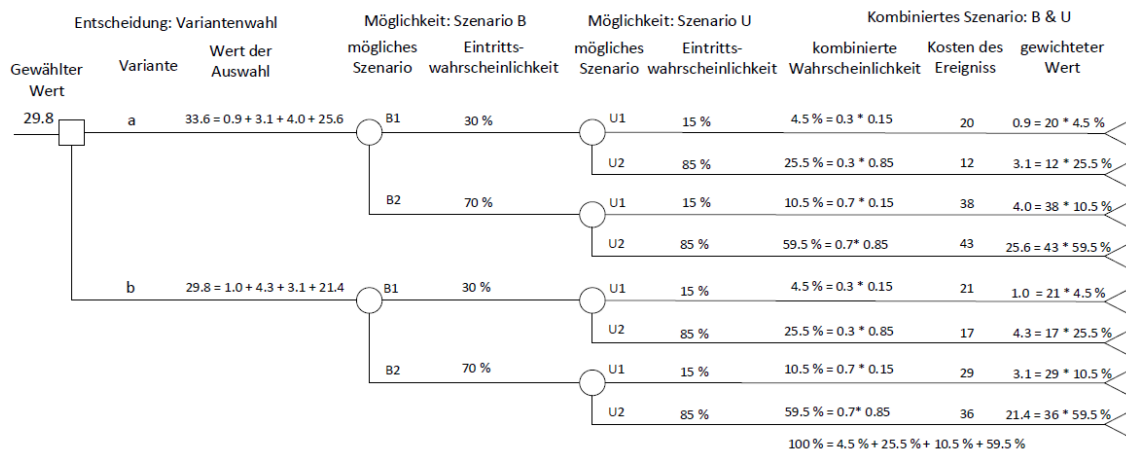 Entscheidung: Variantenwahl
Möglichkeit: Szenario B
Möglichkeit: Szenario U
Kombiniertes Szenario: B & U
Gewählter
Wert
Variante
Wert der
Auswahl
mögliches
Szenario
Eintritts-
wahrscheinlichkeit
mögliches
Szenario
Eintritts-
wahrscheinlichkeit
kombinierte
Wahrscheinlichkeit
Kosten des
Ereigniss
gewichteter
Wert
29.8
a
33.6 = 0.9 + 3.1 + 4.0 + 25.6
B1
30 %
U1
15 %
4.5 % = 0.3 * 0.15
20
0.9 = 20 * 4.5 %
U2
85 %
25.5 % = 0.3 * 0.85
12
3.1 = 12 * 25.5 %
B2
70 %
U1
15 %
10.5 % = 0.7 * 0.15
38
4.0 = 38 * 10.5 %
U2
85 %
59.5 % = 0.7* 0.85
43
25.6 = 43 * 59.5 %
b
29.8 = 1.0 + 4.3 + 3.1 + 21.4
B1
30 %
U1
15 %
4.5 % = 0.3 * 0.15
21
1.0 = 21 * 4.5 %
U2
85 %
25.5 % = 0.3 * 0.85
17
4.3 = 17 * 25.5 %
B2
70 %
U1
15 %
10.5 % = 0.7 * 0.15
29
3.1 = 29 * 10.5 %
U2
85 %
59.5 % = 0.7* 0.85
36
21.4 = 36 * 59.5 %
100 % = 4.5 % + 25.5 % + 10.5 % + 59.5 %